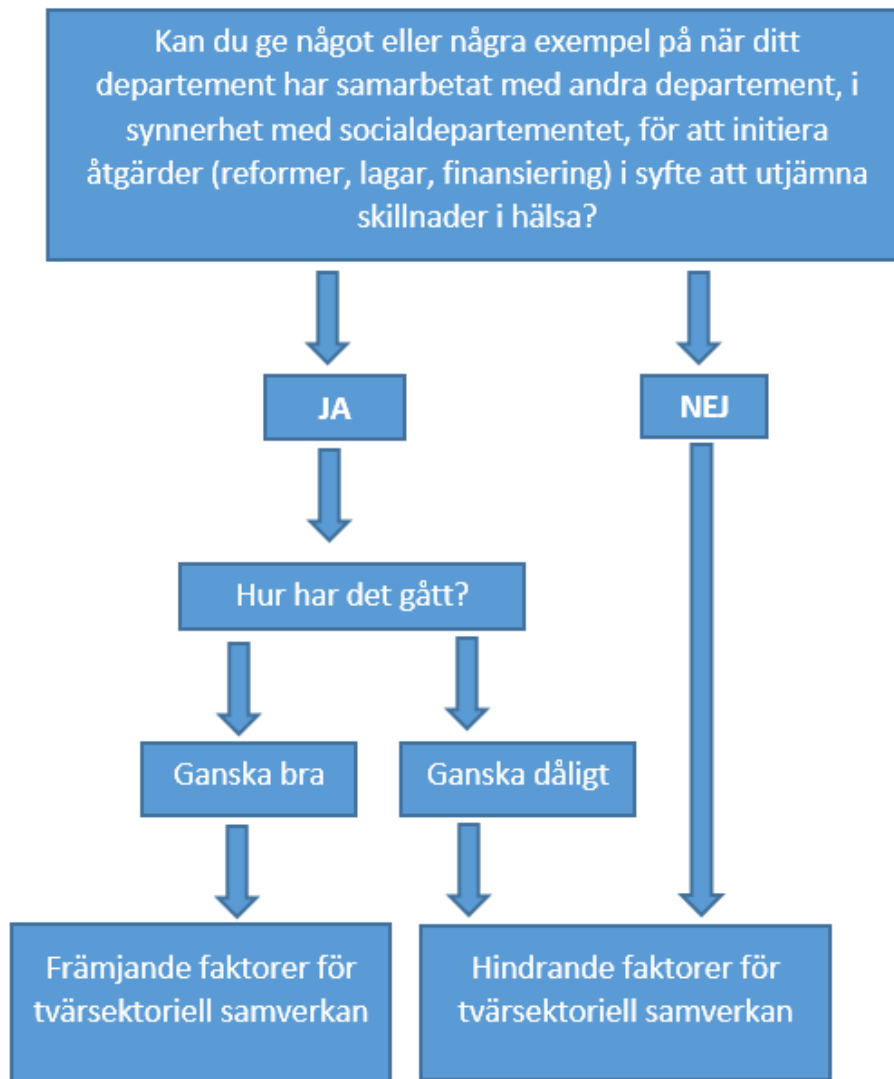 Kan du ge något eller några exempel på när ditt
departement har samarbetat med andra departement, i
synnerhet med socialdepartementet, för att initiera
åtgärder (reformer, lagar, finansiering) i syfte att utjämna
skillnader i hälsa?
JA
NEJ
Hur har det gått?
Ganska bra
Ganska dåligt
Främjande faktorer för
tvärsektoriell samverkan
Hindrande faktorer för
tvärsektoriell samverkan